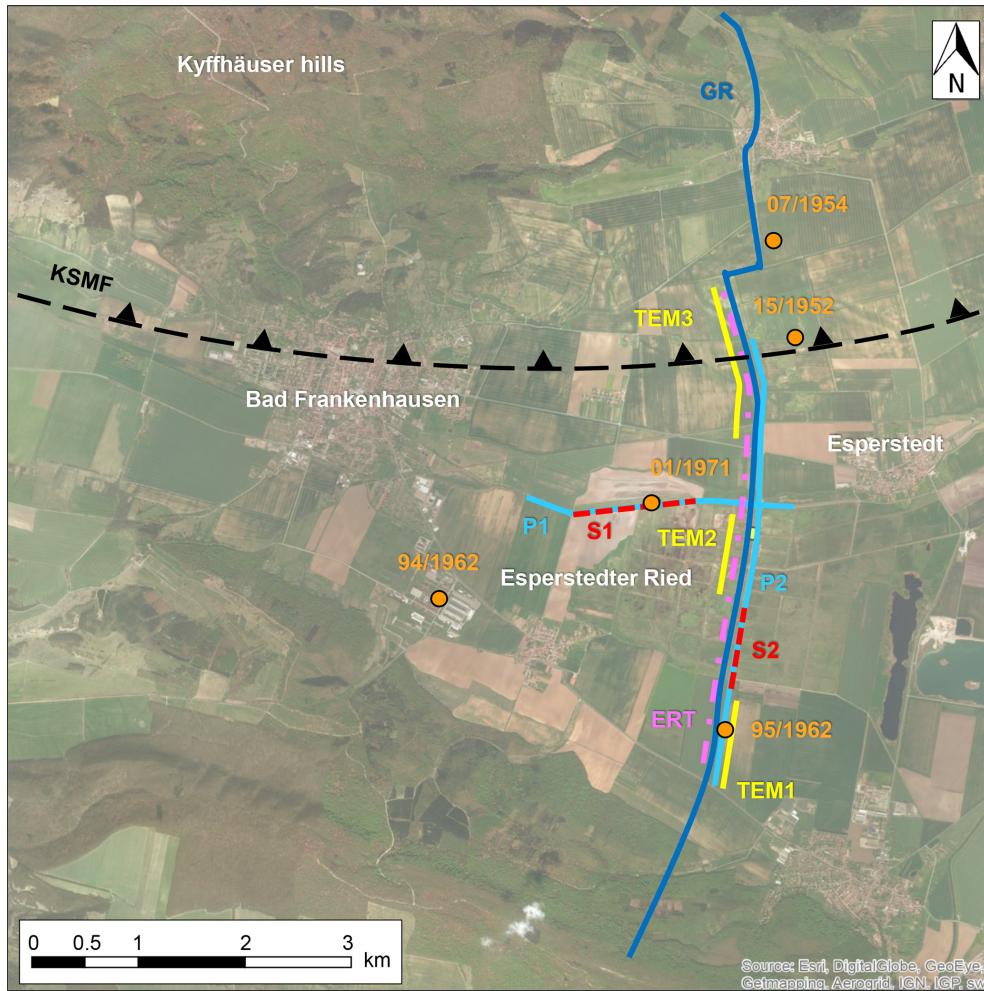 Kyffhäuser hills
N
GR
07/1954
KSMF
15/1952
TEM3
Bad Frankenhausen
Esperstedt
01/1971
P1
S1
TEM2
94/1962
Esperstedter Ried
P2
S2
ERT
95/1962
TEM1
0 0.5 1 2 3
km
Source: Esri, DigitalGlobe, GeoEye,
Getmapping, Aerogrid, IGN, IGP, sw